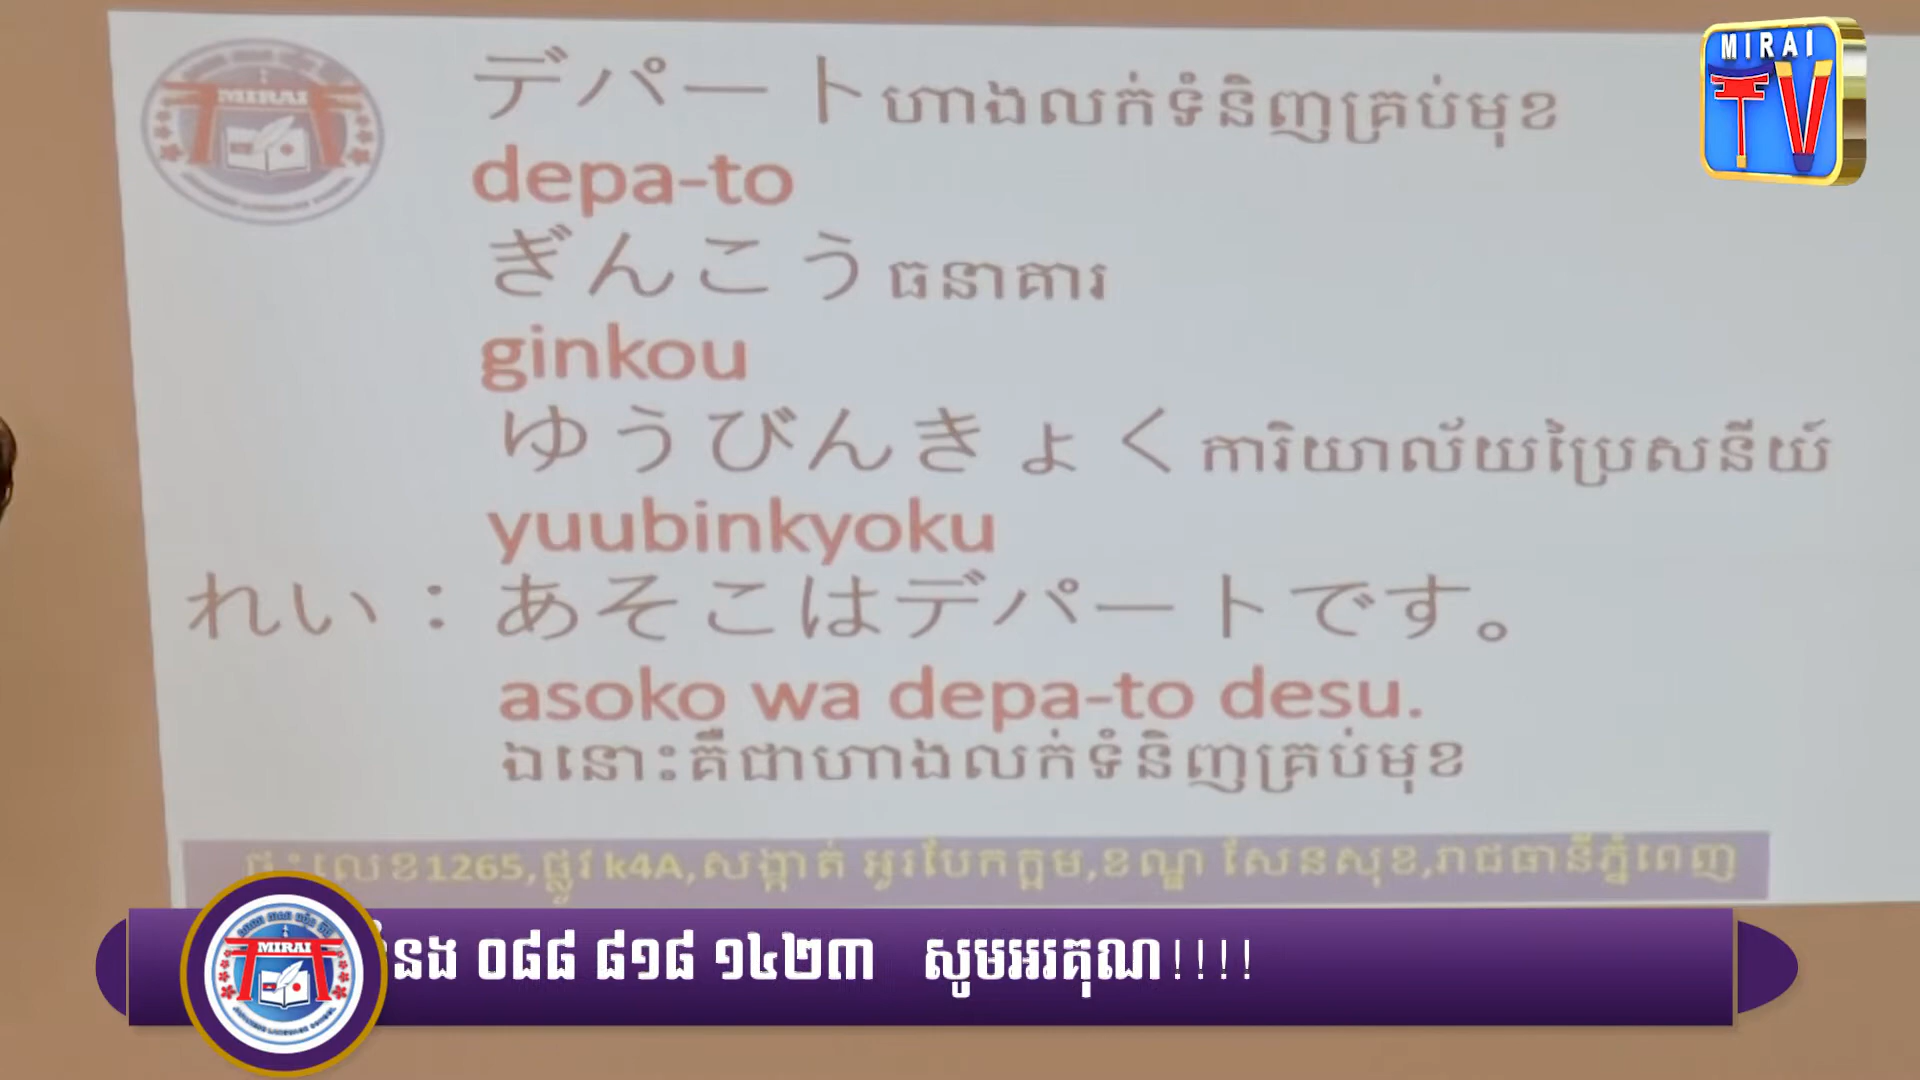 MIRAI
TV
MIRAI
デパート ហាងលក់ទំនិញគ្រប់មុខ
depa-to
ぎんこう ធនាគារ
ginkou
ゆうびんきょく ការិយាល័យប្រៃសនីយ៍
yuubinkyoku
れい：あそこはデパートです。
asoko wa depa-to desu.
ឯនោះគឺជាហាងលក់ទំនិញគ្រប់មុខ
ផ្ទះលេខ1265,ផ្លូវ k4A,សង្កាត់ អូរបែកក្អម,ខណ្ឌ សែនសុខ,រាជធានីភ្នំពេញ
MIRAI
០៨៨ ៨១៨ ១៤២៣ សូមអរគុណ!!!!